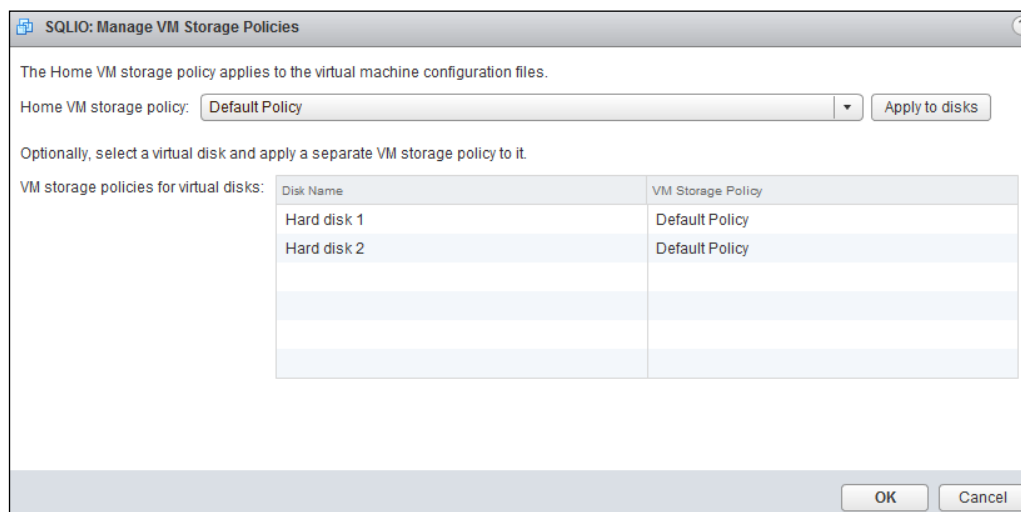 SQLIO: Manage VM Storage Policies
The Home VM storage policy applies to the virtual machine configuration files.
Home VM storage policy: Default Policy Apply to disks
Optionally, select a virtual disk and apply a separate VM storage policy to it.
VM storage policies for virtual disks: Disk Name VM Storage Policy
Hard disk 1 Default Policy
Hard disk 2 Default Policy
OK Cancel